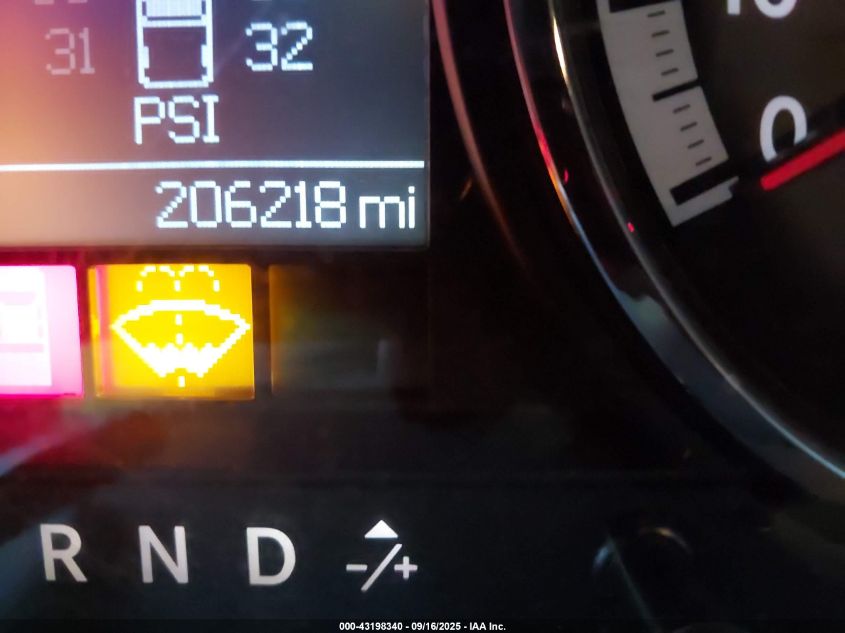 31 32
PSI
206218 mi
0
R N D -/+
000-43198340 - 09/16/2025 - IAA Inc.